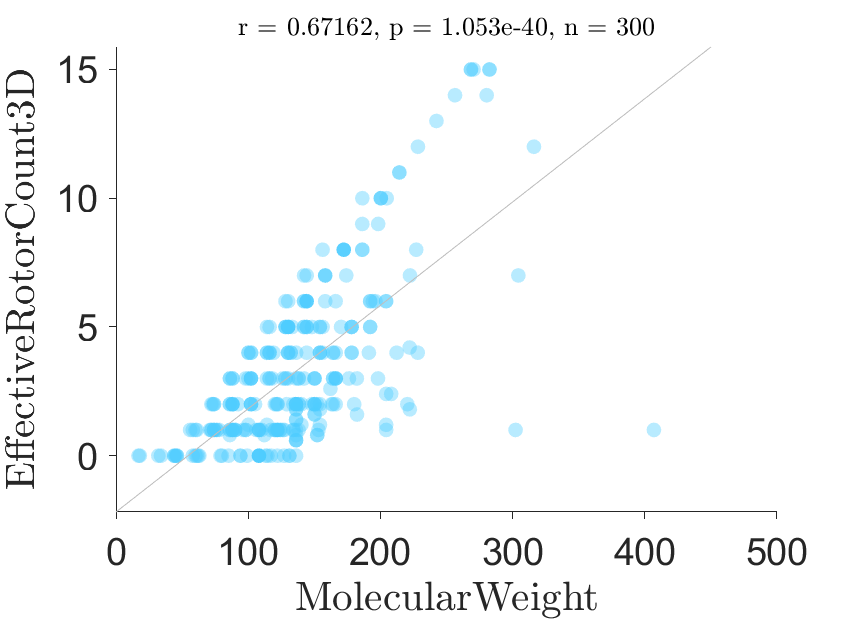 r = 0.67162, p = 1.053e-40, n = 300
EffectiveRotorCount3D
15
10
5
0
0 100 200 300 400 500
MolecularWeight